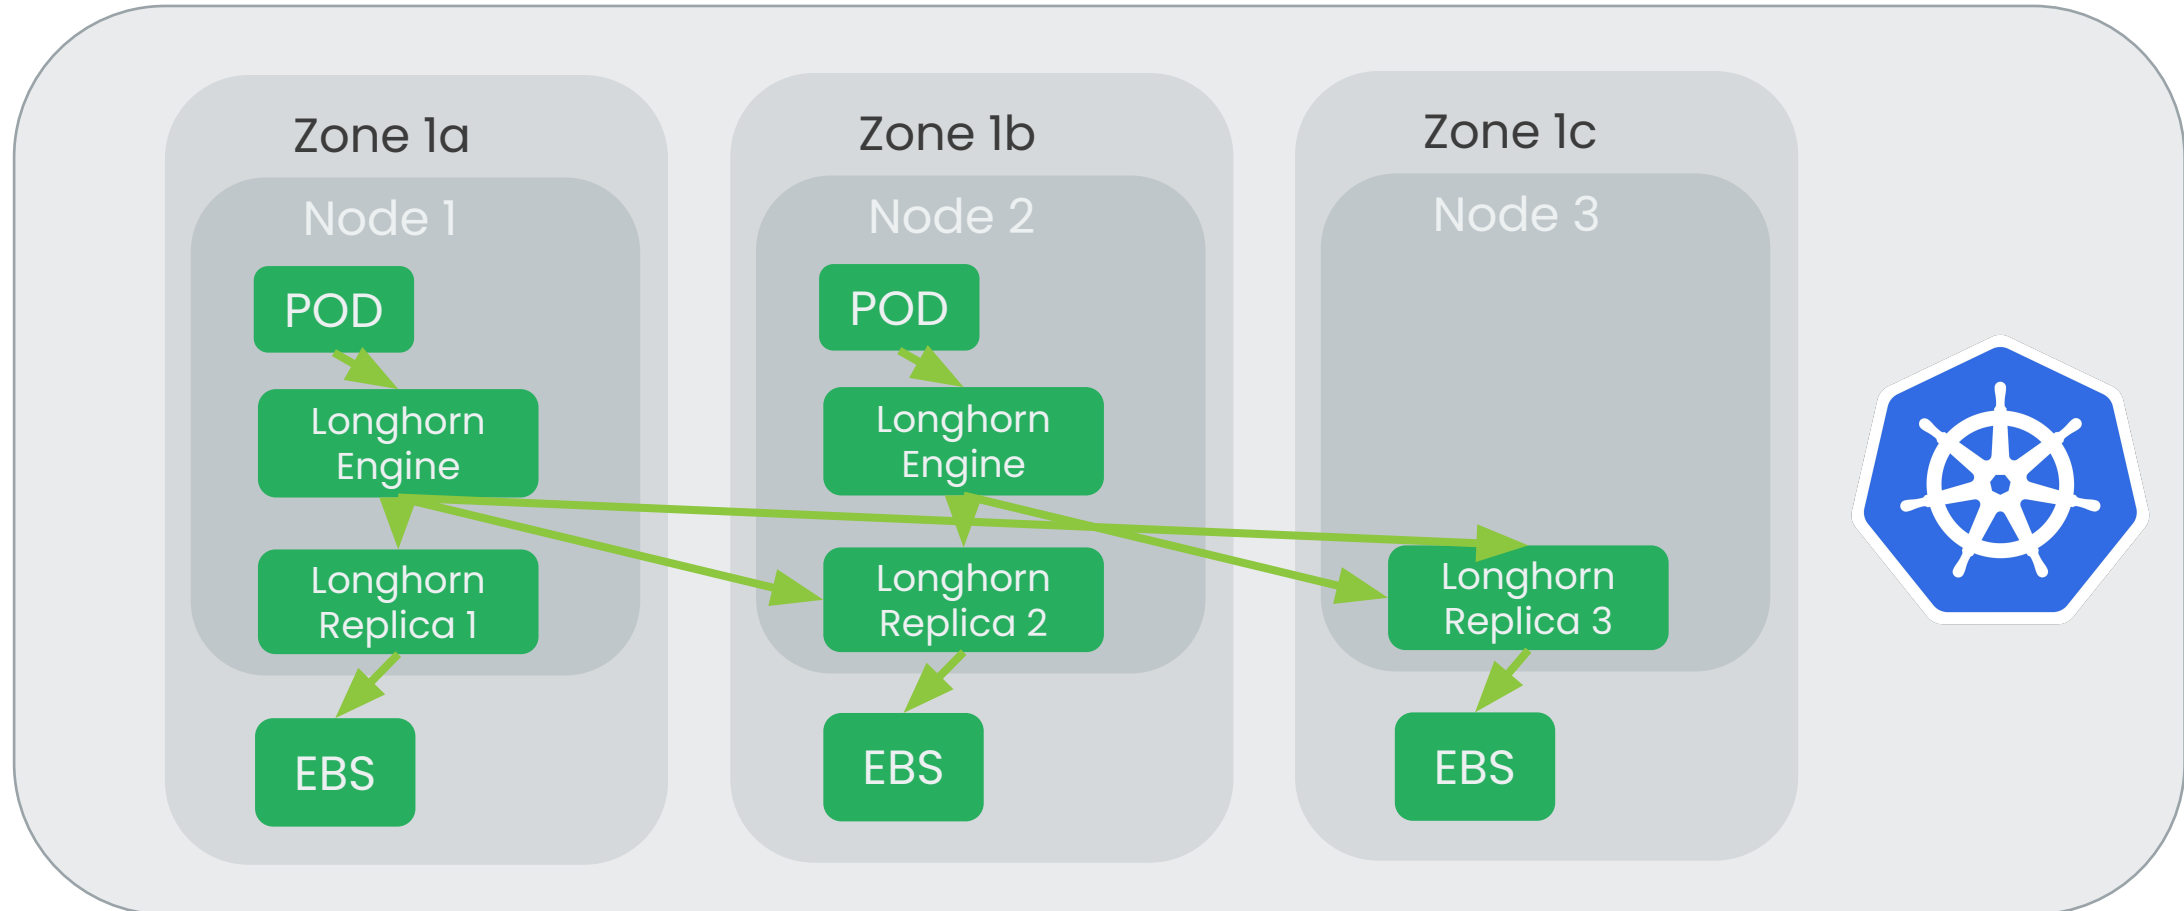 Zone 1a
Node 1
POD
Longhorn
Engine
Longhorn
Replica 1
EBS
Zone 1b
Node 2
POD
Longhorn
Engine
Longhorn
Replica 2
EBS
Zone 1c
Node 3
Longhorn
Replica 3
EBS